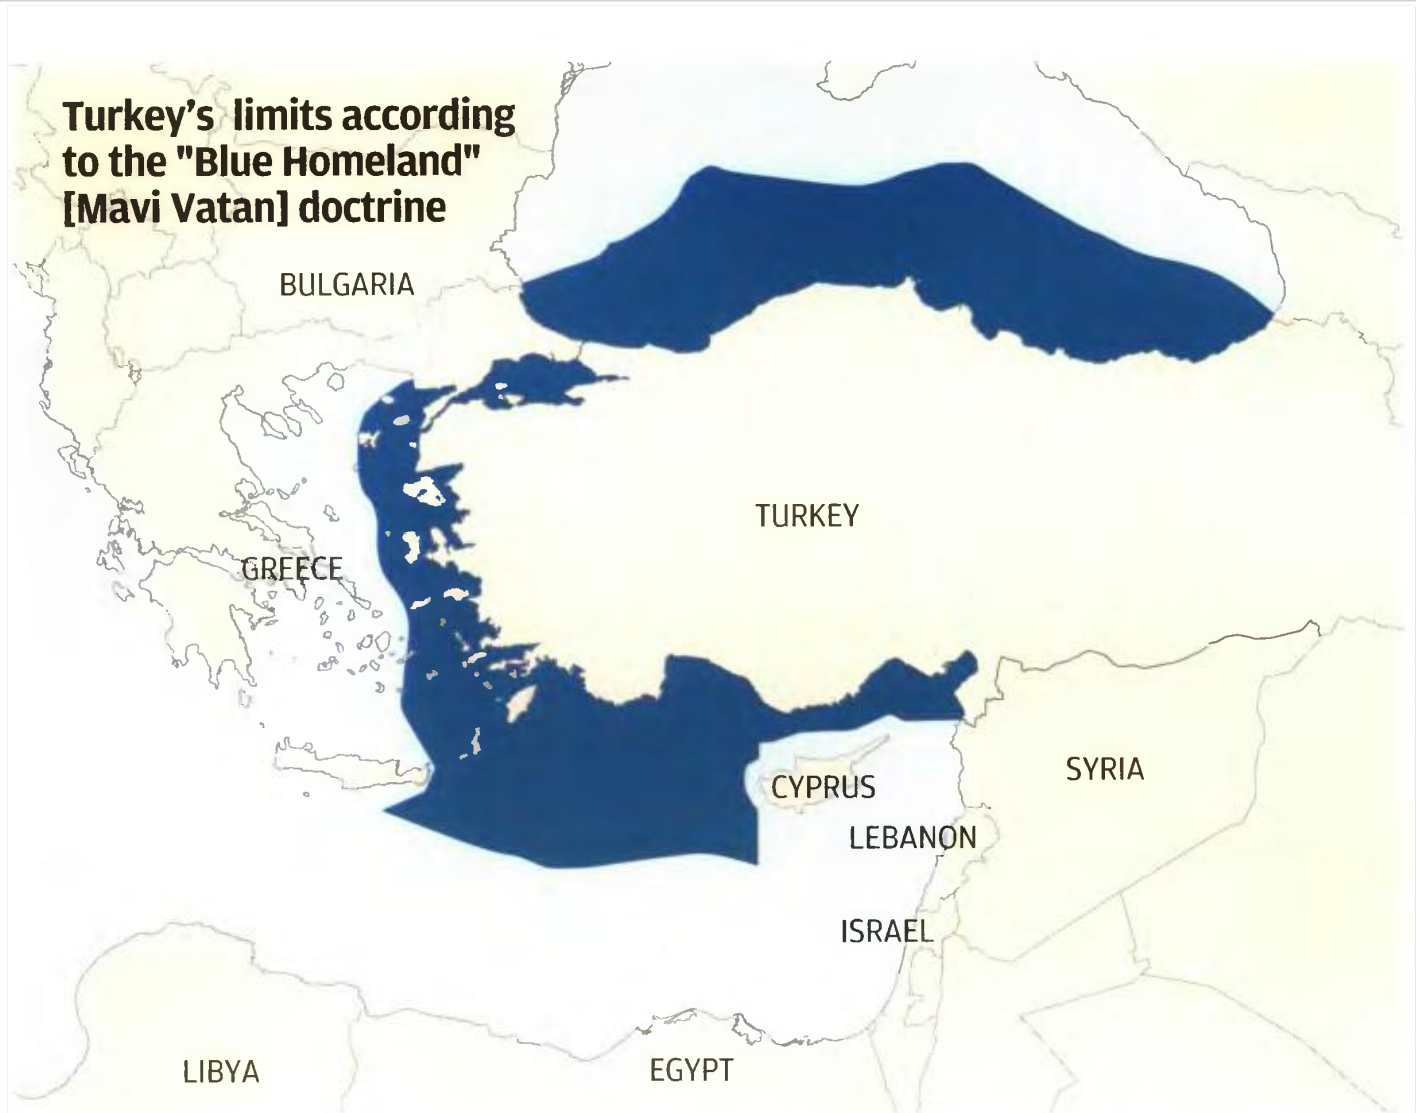 Turkey's limits according
to the "Blue Homeland"
[Mavi Vatan] doctrine
BULGARIA
TURKEY
GREECE
SYRIA
CYPRUS
LEBANON
ISRAEL
LIBYA
EGYPT